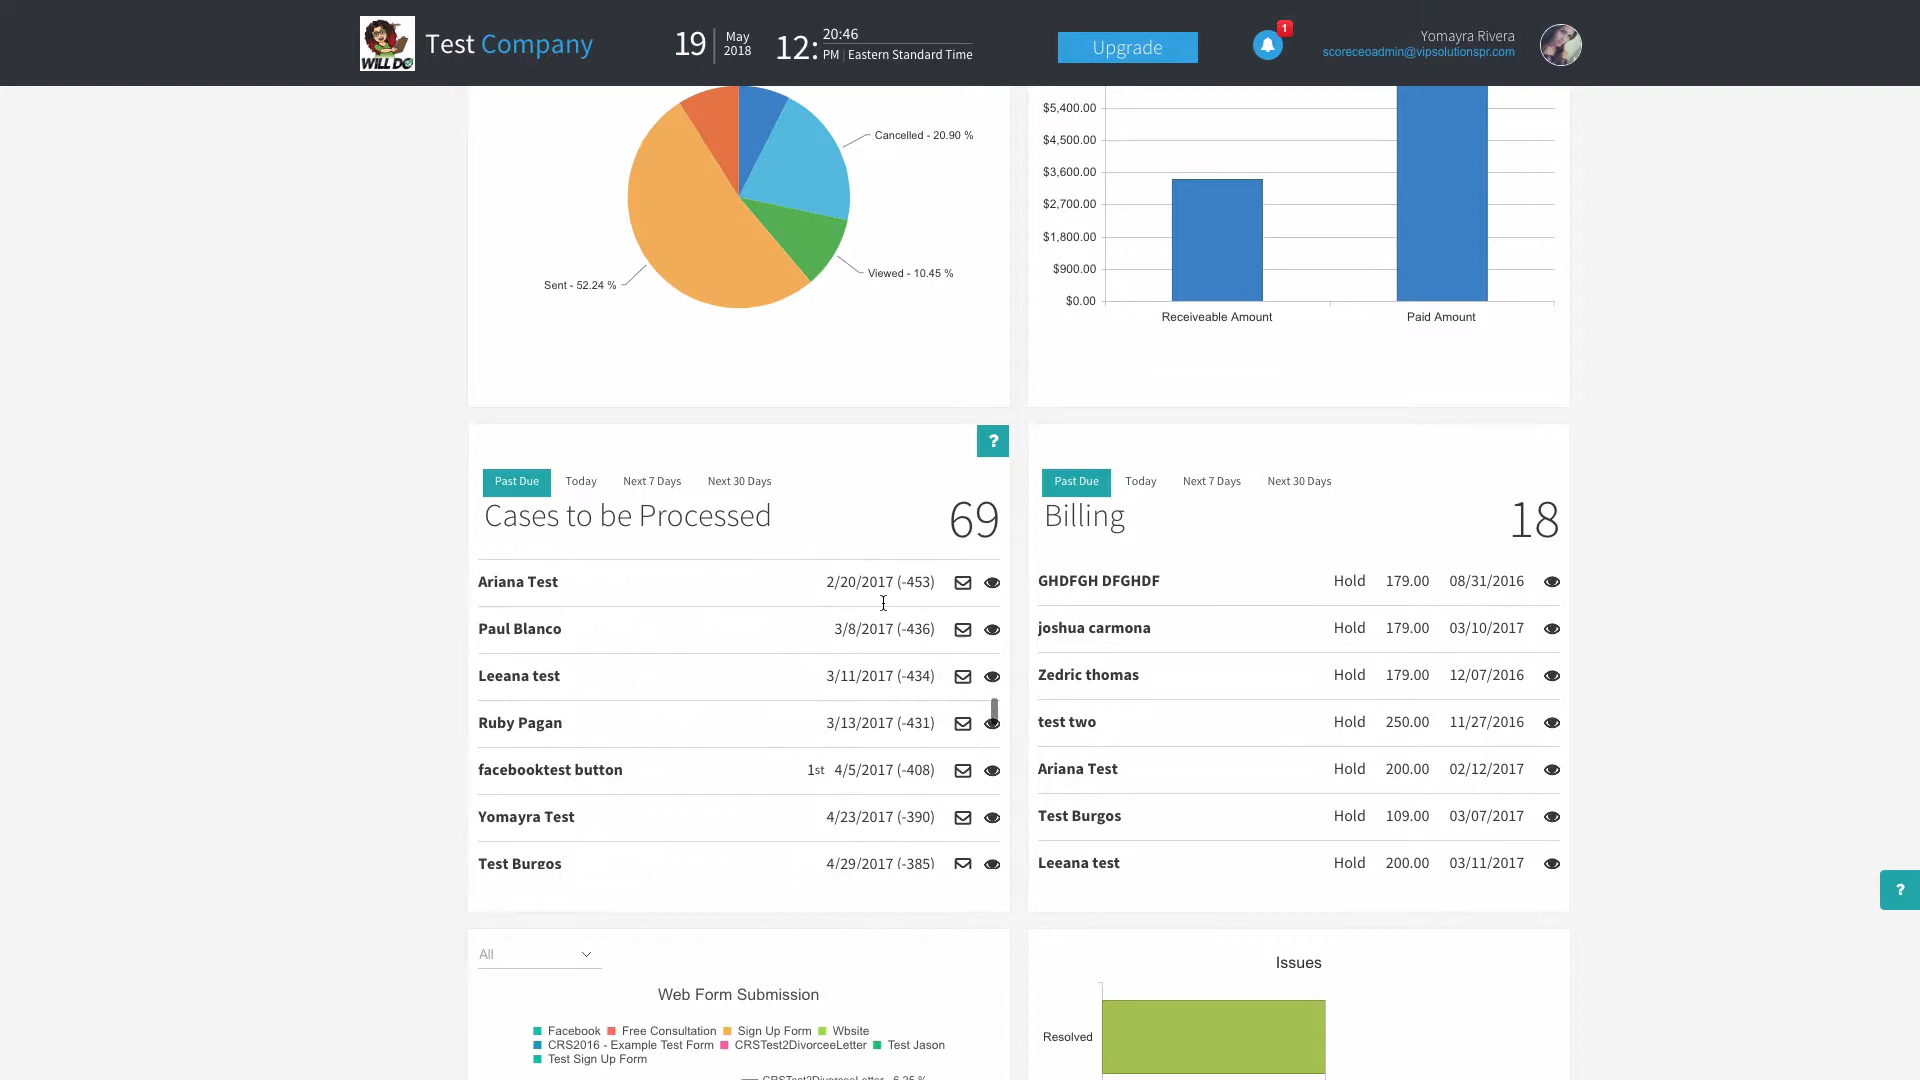 WILL DO
Test Company
19
May
2018
12:
20:46
PM | Eastern Standard Time
Upgrade
1
Yomayra Rivera
scoreceoadmin@vipsolutionspr.com
Cancelled - 20.90 %
Viewed - 10.45 %
Sent - 52.24 %
$5,400.00
$4,500.00
$3,600.00
$2,700.00
$1,800.00
$900.00
$0.00
Receiveable Amount
Paid Amount
?
Past Due Today Next 7 Days Next 30 Days
Cases to be Processed 69
Ariana Test 2/20/2017 (-453)
Paul Blanco 3/8/2017 (-436)
Leeana test 3/11/2017 (-434)
Ruby Pagan 3/13/2017 (-431)
facebooktest button 1st 4/5/2017 (-408)
Yomayra Test 4/23/2017 (-390)
Test Burgos 4/29/2017 (-385)
Past Due Today Next 7 Days Next 30 Days
Billing 18
GHDFGH DFGHDF Hold 179.00 08/31/2016
joshua carmona Hold 179.00 03/10/2017
Zedric thomas Hold 179.00 12/07/2016
test two Hold 250.00 11/27/2016
Ariana Test Hold 200.00 02/12/2017
Test Burgos Hold 109.00 03/07/2017
Leeana test Hold 200.00 03/11/2017
?
All
Web Form Submission
Facebook Free Consultation Sign Up Form Wbsite
CRS2016 - Example Test Form CRSTest2DivorceeLetter Test Jason
Test Sign Up Form
CRSTest2DivorceeLetter - 6.25 %
Issues
Resolved